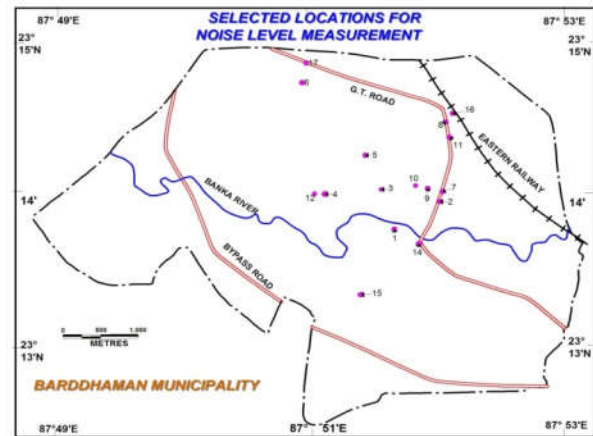 87° 49'E
87° 53'E
SELECTED LOCATIONS FOR
NOISE LEVEL MEASUREMENT
23°
15'N
23°
15'N
17
6
G.T. ROAD
16
8
11
EASTERN RAILWAY
5
10
3
9
7
12
4
2
14'
14'
BANKA RIVER
1
14
BYPASS ROAD
15
0 500 1,000
METRES
23°
13'N
23°
13'N
BARDDHAMAN MUNICIPALITY
87° 49'E
87° 51'E
87° 53'E